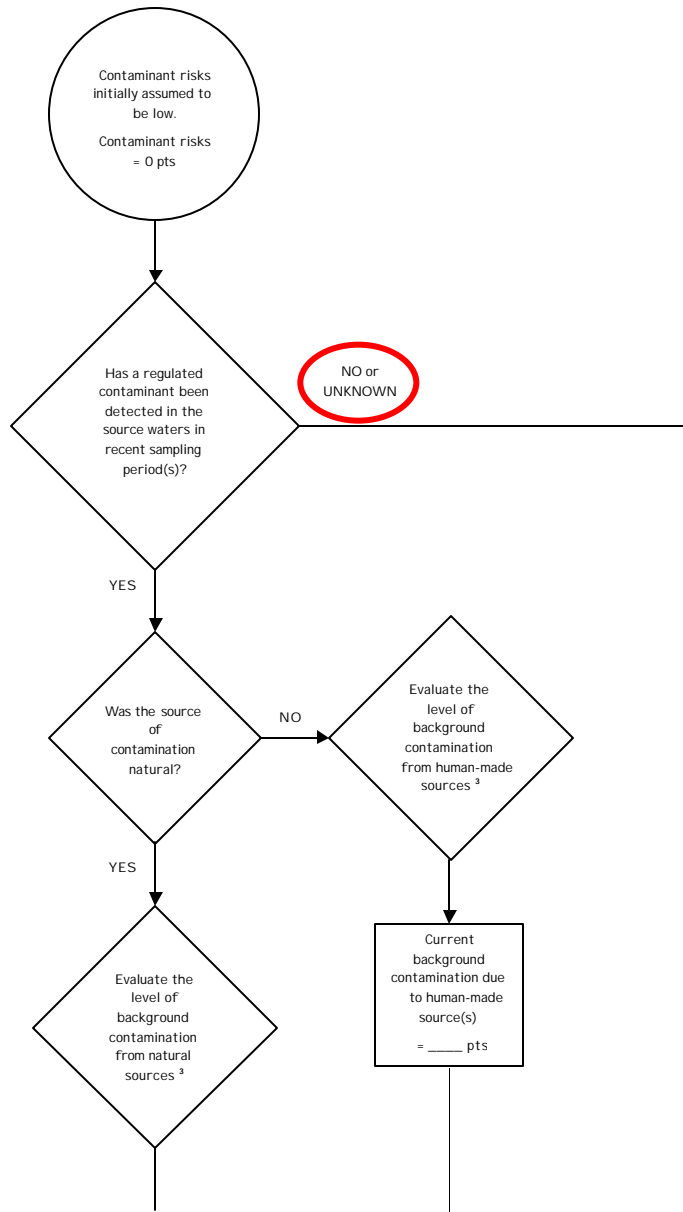 Contaminant risks
initially assumed to
be low.
Contaminant risks
= 0 pts
Has a regulated
contaminant been
detected in the
source waters in
recent sampling
period(s)?
NO or
UNKNOWN
YES
Was the source
of
contamination
natural?
NO
Evaluate the
level of
background
contamination
from human-made
sources ³
YES
Evaluate the
level of
background
contamination
from natural
sources ³
Current
background
contamination due
to human-made
source(s)
= ____ pts